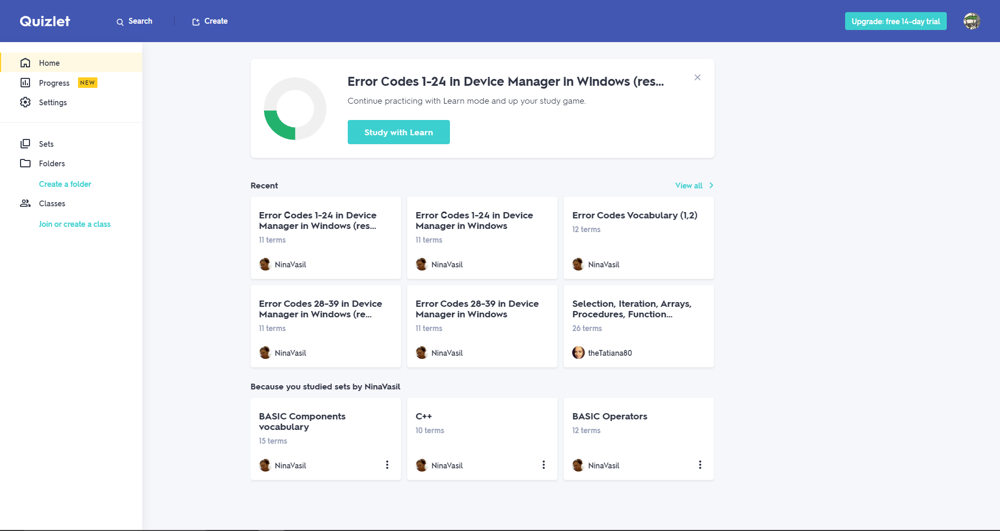 Quizlet
Search
Create
Upgrade: free 14-day trial
Home
Progress NEW
Settings
Sets
Folders
Create a folder
Classes
Join or create a class
Error Codes 1-24 in Device Manager in Windows (res...
Continue practicing with Learn mode and up your study game.
Study with Learn
Recent
View all
Error Codes 1-24 in Device
Manager in Windows (res...
11 terms
NinaVasil
Error Codes 1-24 in Device
Manager in Windows
11 terms
NinaVasil
Error Codes Vocabulary (1,2)
12 terms
NinaVasil
Error Codes 28-39 in Device
Manager in Windows (re...
11 terms
NinaVasil
Error Codes 28-39 in Device
Manager in Windows
11 terms
NinaVasil
Selection, Iteration, Arrays,
Procedures, Function...
26 terms
theTatiana80
Because you studied sets by NinaVasil
BASIC Components
vocabulary
15 terms
NinaVasil
C++
10 terms
NinaVasil
BASIC Operators
12 terms
NinaVasil